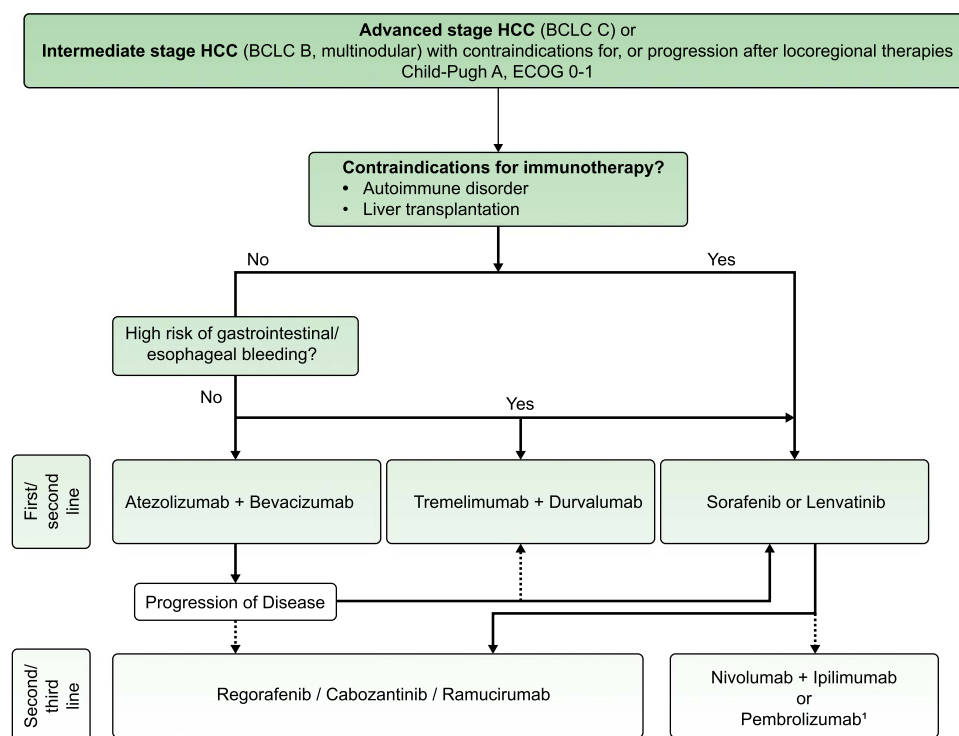 Advanced stage HCC (BCLC C) or
Intermediate stage HCC (BCLC B, multinodular) with contraindications for, or progression after locoregional therapies
Child-Pugh A, ECOG 0-1
Contraindications for immunotherapy?
• Autoimmune disorder
• Liver transplantation
No
Yes
High risk of gastrointestinal/
esophageal bleeding?
No
Yes
First/
second
line
Atezolizumab + Bevacizumab
Tremelimumab + Durvalumab
Sorafenib or Lenvatinib
Progression of Disease
Second/
third
line
Regorafenib / Cabozantinib / Ramucirumab
Nivolumab + Ipilimumab
or
Pembrolizumab¹